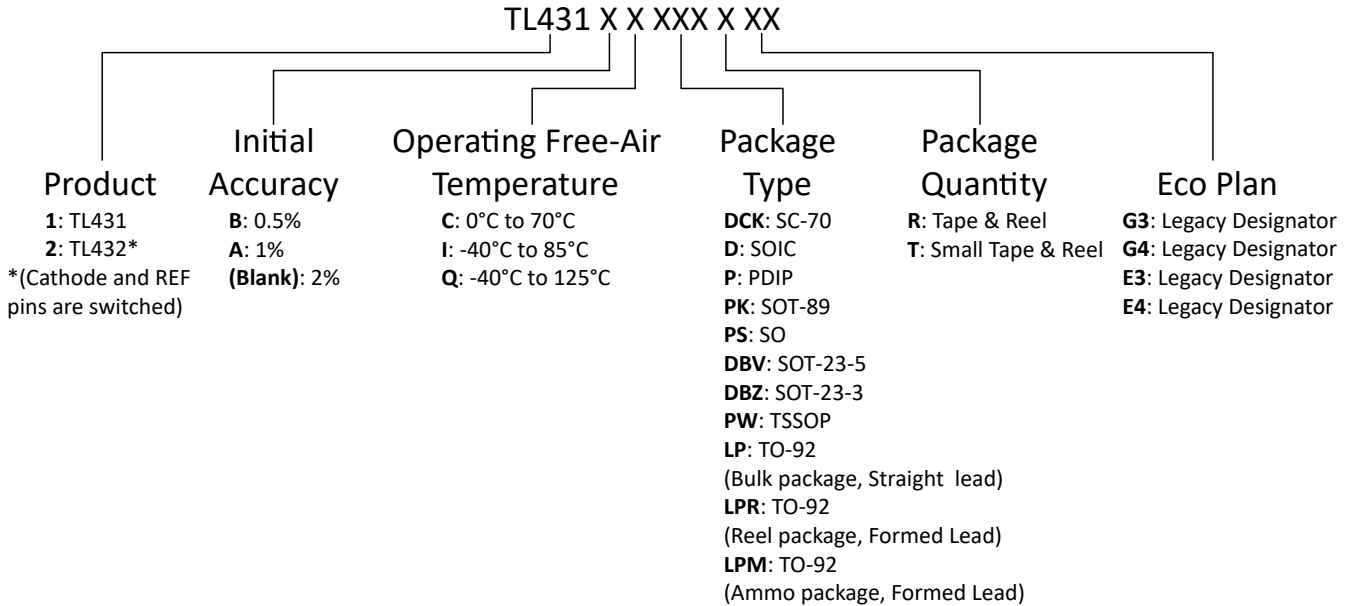 TL431 X X XXX X XX
Product
1: TL431
2: TL432*
*(Cathode and REF
pins are switched)
Initial
Accuracy
B: 0.5%
A: 1%
(Blank): 2%
Operating Free-Air
Temperature
C: 0°C to 70°C
I: -40°C to 85°C
Q: -40°C to 125°C
Package
Type
DCK: SC-70
D: SOIC
P: PDIP
PK: SOT-89
PS: SO
DBV: SOT-23-5
DBZ: SOT-23-3
PW: TSSOP
LP: TO-92
(Bulk package, Straight lead)
LPR: TO-92
(Reel package, Formed Lead)
LPM: TO-92
(Ammo package, Formed Lead)
Package
Quantity
R: Tape & Reel
T: Small Tape & Reel
Eco Plan
G3: Legacy Designator
G4: Legacy Designator
E3: Legacy Designator
E4: Legacy Designator